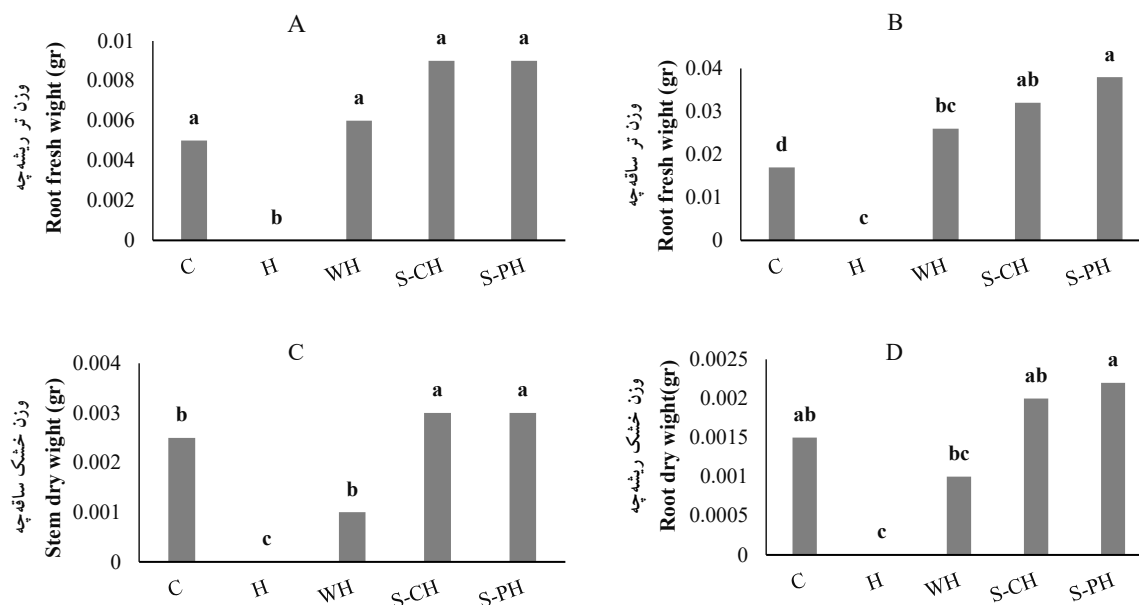 A
وزن تر ریشه‌چه
Root fresh wight (gr)
0.01
0.008
0.006
0.004
0.002
0
a
b
a
a
a
C
H
WH
S-CH
S-PH
B
وزن تر ساقه‌چه
Root fresh wight (gr)
0.04
0.03
0.02
0.01
0
d
c
bc
ab
a
C
H
WH
S-CH
S-PH
C
وزن خشک ساقه‌چه
Stem dry wight (gr)
0.004
0.003
0.002
0.001
0
b
c
b
a
a
C
H
WH
S-CH
S-PH
D
وزن خشک ریشه‌چه
Root dry wight(gr)
0.0025
0.002
0.0015
0.001
0.0005
0
ab
c
bc
ab
a
C
H
WH
S-CH
S-PH